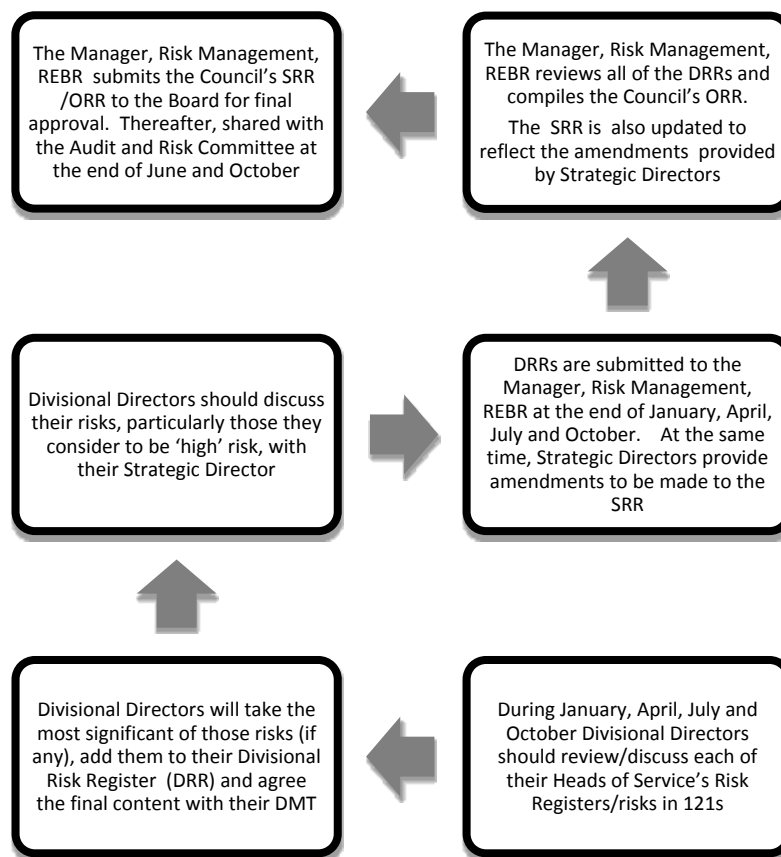 The Manager, Risk Management,
REBR submits the Council's SRR
/ORR to the Board for final
approval. Thereafter, shared with
the Audit and Risk Committee at
the end of June and October
The Manager, Risk Management,
REBR reviews all of the DRRs and
compiles the Council's ORR.
The SRR is also updated to
reflect the amendments provided
by Strategic Directors
Divisional Directors should discuss
their risks, particularly those they
consider to be 'high' risk, with
their Strategic Director
DRRs are submitted to the
Manager, Risk Management,
REBR at the end of January, April,
July and October. At the same
time, Strategic Directors provide
amendments to be made to the
SRR
Divisional Directors will take the
most significant of those risks (if
any), add them to their Divisional
Risk Register (DRR) and agree
the final content with their DMT
During January, April, July and
October Divisional Directors
should review/discuss each of
their Heads of Service's Risk
Registers/risks in 121s